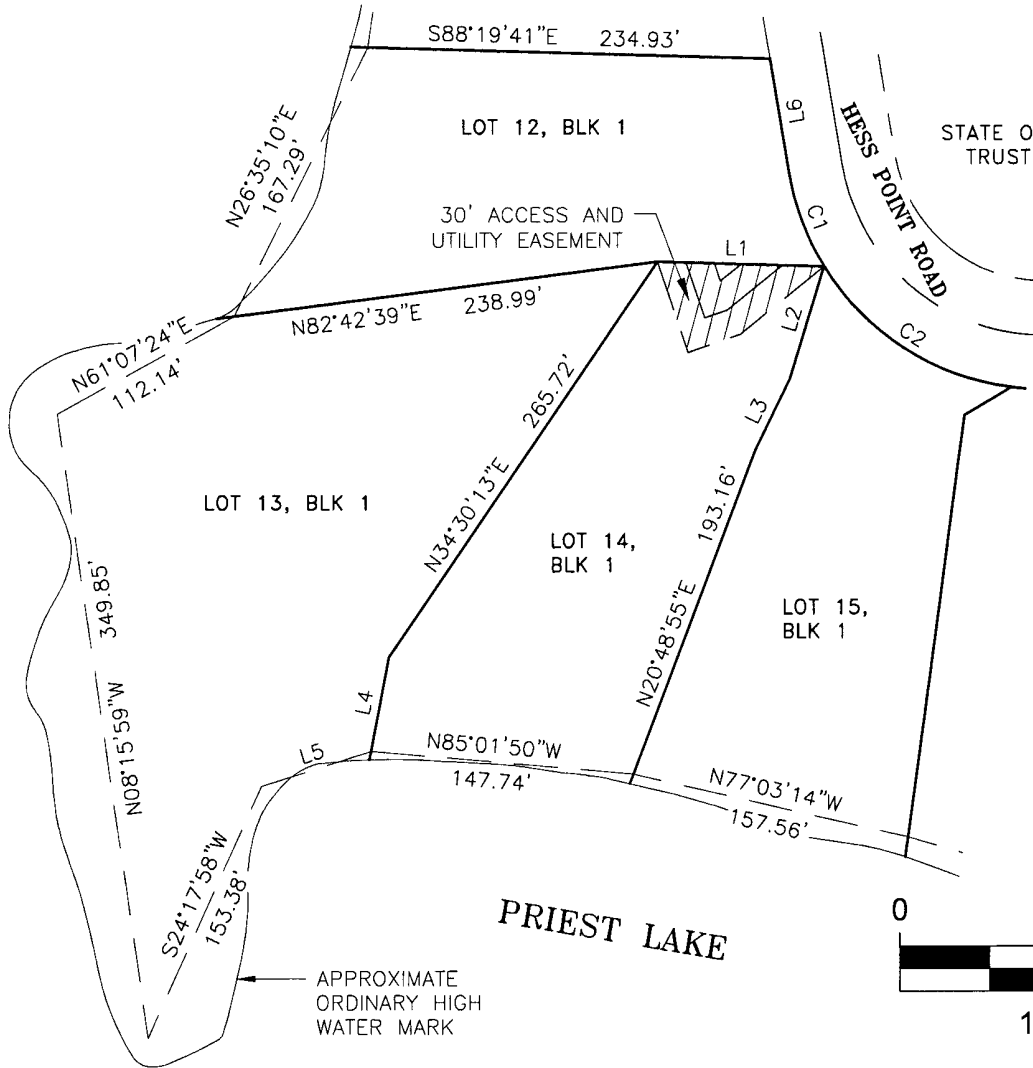 S88°19'41"E 234.93'
LOT 12, BLK 1
L6
HESS POINT ROAD
STATE O
TRUST
N26°35'10"E
167.29'
30' ACCESS AND
UTILITY EASEMENT
L1
C1
N82°42'39"E 238.99'
L2
C2
N61°07'24"E
112.14'
L3
N34°30'13"E 265.72'
LOT 13, BLK 1
LOT 14,
BLK 1
N20°48'55"E 193.16'
LOT 15,
BLK 1
N08°15'59"W 349.85'
L4
L5
N85°01'50"W
147.74'
N77°03'14"W
157.56'
S24°17'58"W
153.38'
PRIEST LAKE
0
1
APPROXIMATE
ORDINARY HIGH
WATER MARK